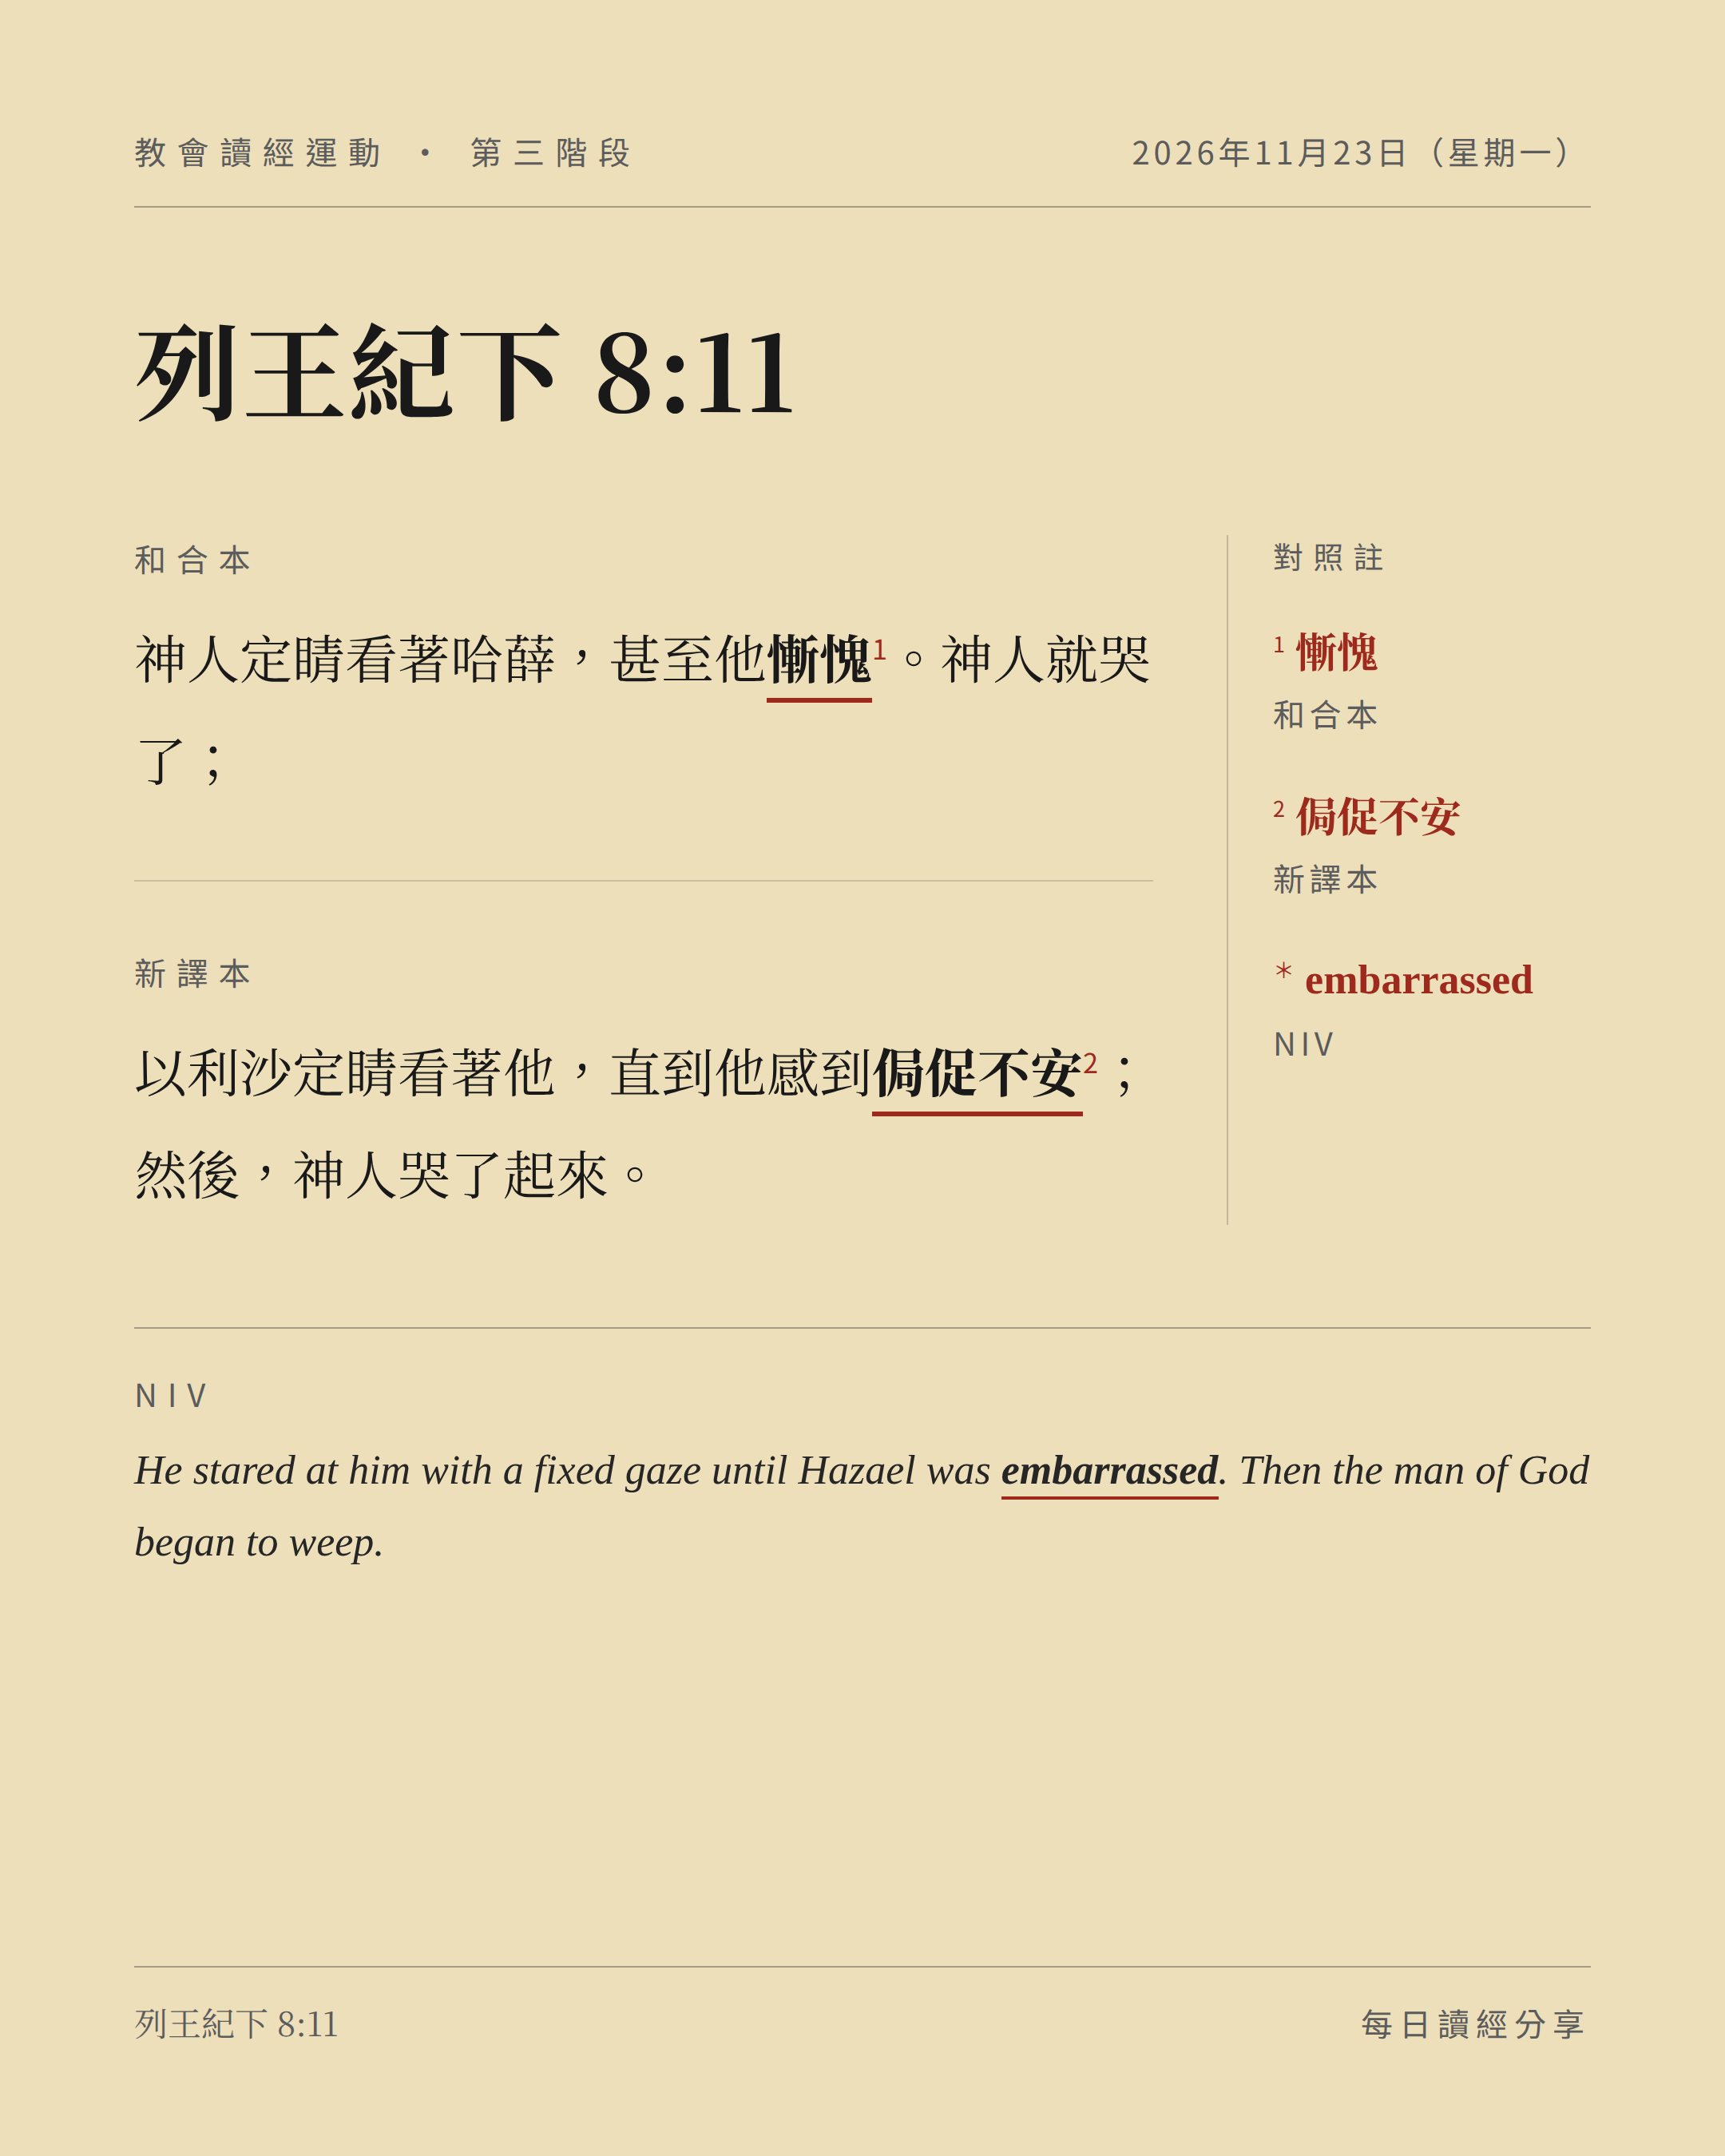 教會讀經運動 ・ 第三階段
2026年11月23日（星期一）
列王紀下 8:11
和合本
神人定睛看著哈薛，甚至他慚愧1。神人就哭
了；
新譯本
以利沙定睛看著他，直到他感到侷促不安2；
然後，神人哭了起來。
對照註
1 慚愧
和合本
2 侷促不安
新譯本
* embarrassed
NIV
NIV
He stared at him with a fixed gaze until Hazael was embarrassed. Then the man of God
began to weep.
列王紀下 8:11
每日讀經分享